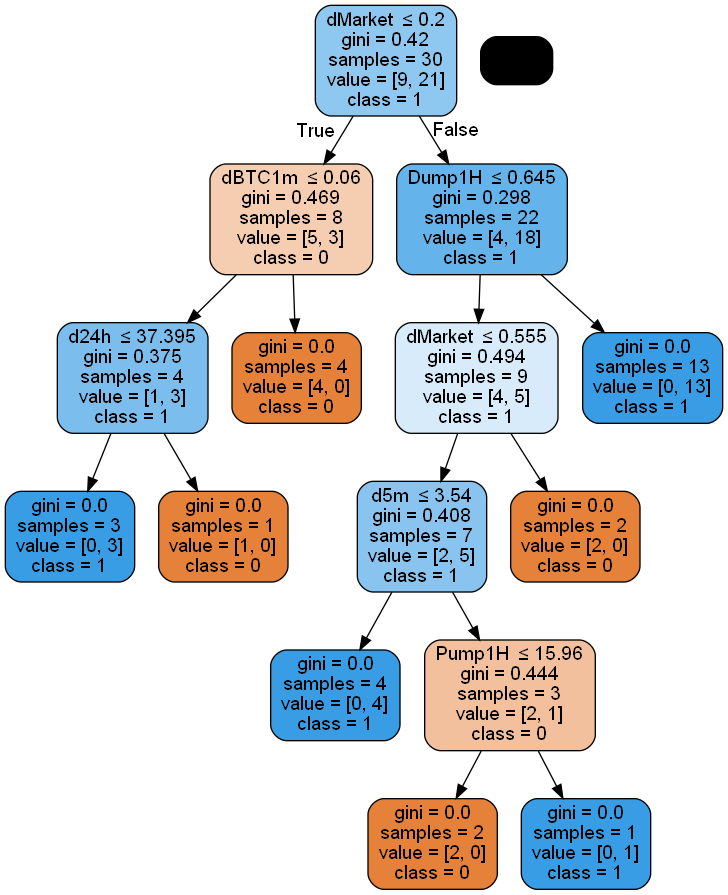 dMarket ≤ 0.2
gini = 0.42
samples = 30
value = [9, 21]
class = 1
True
False
dBTC1m ≤ 0.06
gini = 0.469
samples = 8
value = [5, 3]
class = 0
Dump1H ≤ 0.645
gini = 0.298
samples = 22
value = [4, 18]
class = 1
d24h ≤ 37.395
gini = 0.375
samples = 4
value = [1, 3]
class = 1
gini = 0.0
samples = 4
value = [4, 0]
class = 0
dMarket ≤ 0.555
gini = 0.494
samples = 9
value = [4, 5]
class = 1
gini = 0.0
samples = 13
value = [0, 13]
class = 1
gini = 0.0
samples = 3
value = [0, 3]
class = 1
gini = 0.0
samples = 1
value = [1, 0]
class = 0
d5m ≤ 3.54
gini = 0.408
samples = 7
value = [2, 5]
class = 1
gini = 0.0
samples = 2
value = [2, 0]
class = 0
gini = 0.0
samples = 4
value = [0, 4]
class = 1
Pump1H ≤ 15.96
gini = 0.444
samples = 3
value = [2, 1]
class = 0
gini = 0.0
samples = 2
value = [2, 0]
class = 0
gini = 0.0
samples = 1
value = [0, 1]
class = 1